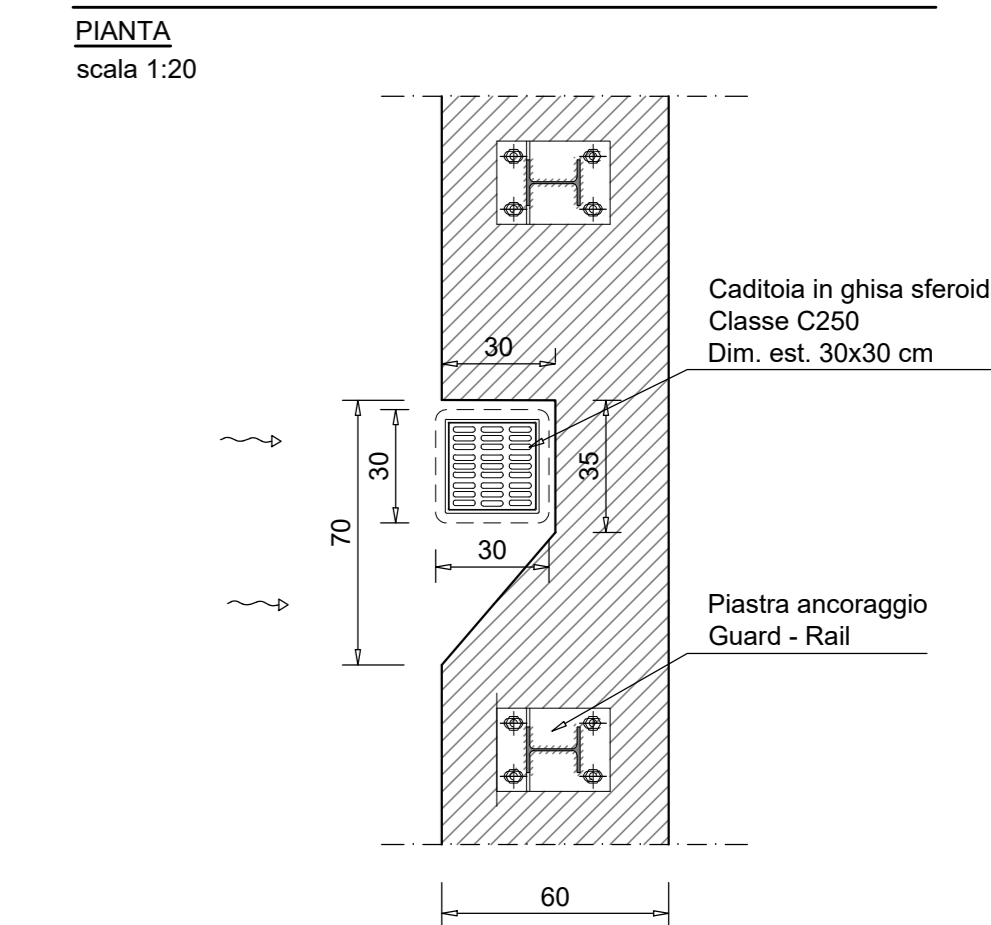 PIANTA
scala 1:20
Caditoia in ghisa sferoid
Classe C250
Dim. est. 30x30 cm
30
30
35
70
30
Piastra ancoraggio
Guard - Rail
60